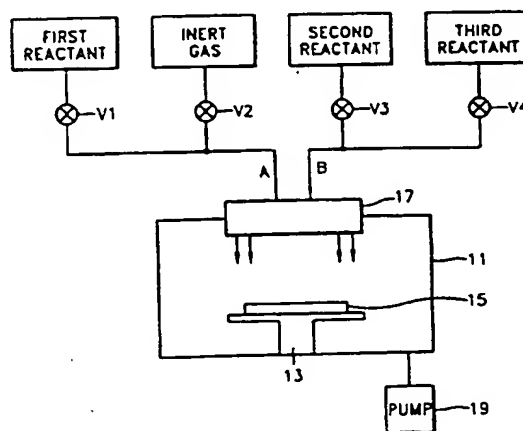 FIRST
REACTANT
INERT
GAS
SECOND
REACTANT
THIRD
REACTANT
V1
V2
V3
V4
A
B
17
11
15
13
PUMP
19